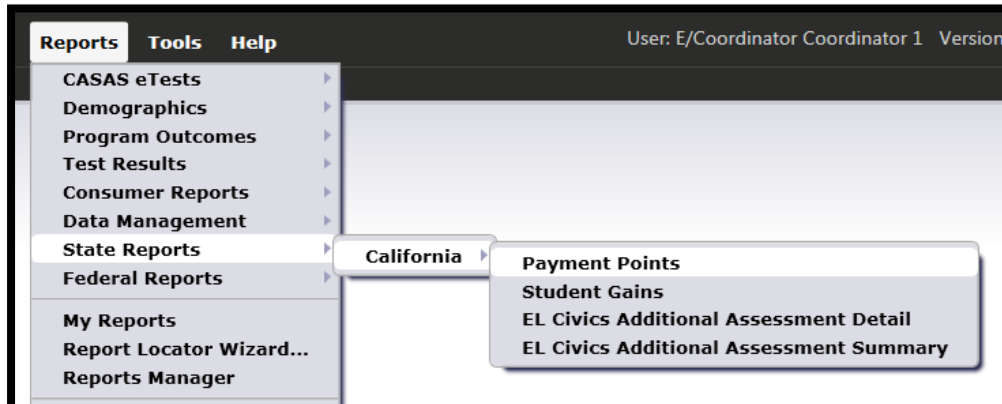 Reports Tools Help User: E/Coordinator Coordinator 1 Version
CASAS eTests
Demographics
Program Outcomes
Test Results
Consumer Reports
Data Management
State Reports
Federal Reports
My Reports
Report Locator Wizard...
Reports Manager
California
Payment Points
Student Gains
EL Civics Additional Assessment Detail
EL Civics Additional Assessment Summary